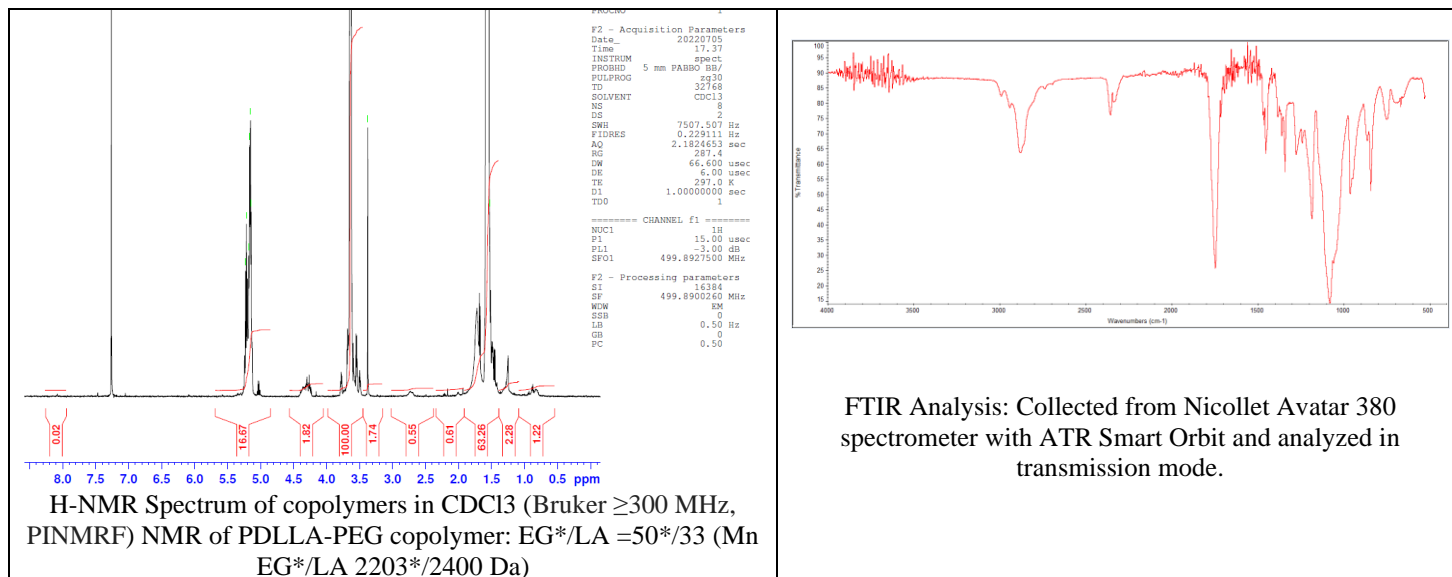 PROCNO 1
F2 - Acquisition Parameters
Date_ 20220705
Time 17.37
INSTRUM spect
PROBHD 5 mm PABBO BB/
PULPROG zg30
TD 32768
SOLVENT CDCl3
NS 8
DS 2
SWH 7507.507 Hz
FIDRES 0.229111 Hz
AQ 2.1824653 sec
RG 287.4
DW 66.600 usec
DE 6.00 usec
TE 297.0 K
D1 1.00000000 sec
TD0 1
======== CHANNEL f1 ========
NUC1 1H
P1 15.00 usec
PL1 -3.00 dB
SFO1 499.8927500 MHz
F2 - Processing parameters
SI 16384
SF 499.8900260 MHz
WDW EM
SSB 0
LB 0.50 Hz
GB 0
PC 0.50
0.02 16.67 1.82 100.00 1.74 0.55 0.61 63.26 2.28 1.22
8.0 7.5 7.0 6.5 6.0 5.5 5.0 4.5 4.0 3.5 3.0 2.5 2.0 1.5 1.0 0.5 ppm
H-NMR Spectrum of copolymers in CDCl3 (Bruker ≥300 MHz,
PINMRF) NMR of PDLLA-PEG copolymer: EG*/LA =50*/33 (Mn
EG*/LA 2203*/2400 Da)
100
95
90
85
80
75
70
65
60
55
50
45
40
35
30
25
20
15
%Transmittance
4000 3500 3000 2500 2000 1500 1000 500
Wavenumbers (cm-1)
FTIR Analysis: Collected from Nicollet Avatar 380
spectrometer with ATR Smart Orbit and analyzed in
transmission mode.